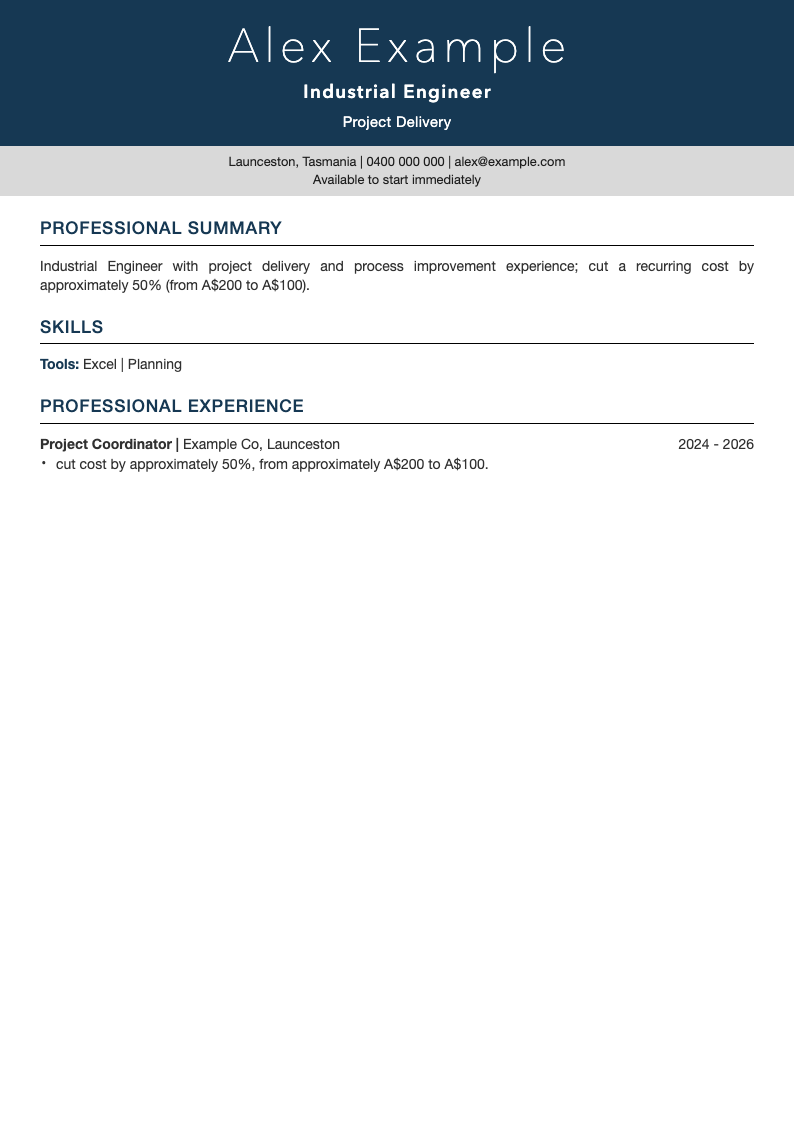 Alex Example
Industrial Engineer
Project Delivery
Launceston, Tasmania | 0400 000 000 | alex@example.com
Available to start immediately
PROFESSIONAL SUMMARY
Industrial Engineer with project delivery and process improvement experience; cut a recurring cost by
approximately 50% (from A$200 to A$100).
SKILLS
Tools: Excel | Planning
PROFESSIONAL EXPERIENCE
Project Coordinator | Example Co, Launceston 2024 - 2026
• cut cost by approximately 50%, from approximately A$200 to A$100.